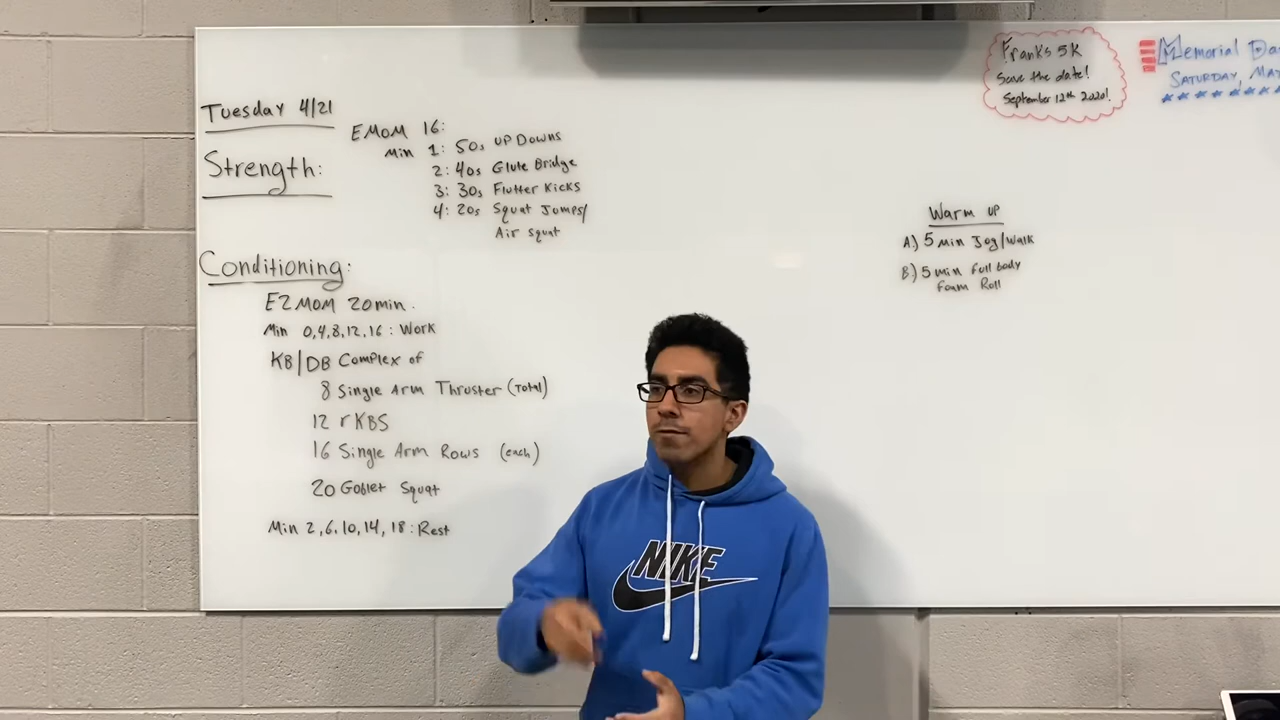 Tuesday 4/21
Strength:
EMOM 16:
Min 1: 50s UP Downs
2: 40s Glute Bridge
3: 30s Flutter Kicks
4: 20s Squat Jumps/
Air squat
Conditioning:
E2MOM 20min.
Min 0,4,8,12,16: Work
KB/DB Complex of
8 Single Arm Thruster (Total)
12 rKBS
16 Single Arm Rows (each)
20 Goblet Squat
Min 2,6,10,14,18: Rest
Warm up
A.) 5 Min Jog/Walk
B.) 5 min full body
Foam Roll
Frank's 5K
Save the date!
September 12th 2020!
Memorial Da
SATURDAY, MAY
NIKE